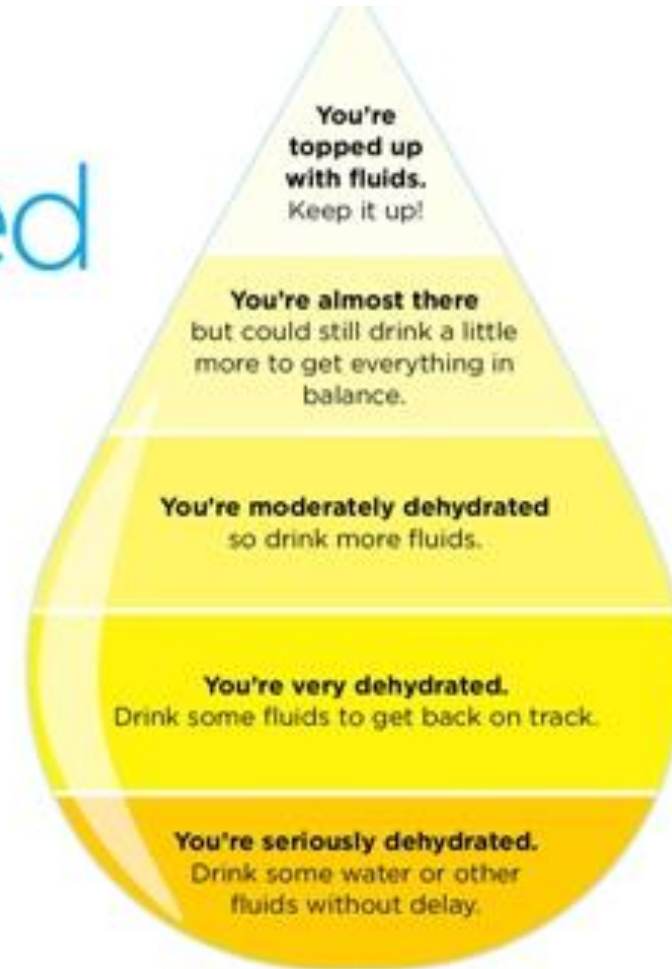 ed
You're
topped up
with fluids.
Keep it up!
You're almost there
but could still drink a little
more to get everything in
balance.
You're moderately dehydrated
so drink more fluids.
You're very dehydrated.
Drink some fluids to get back on track.
You're seriously dehydrated.
Drink some water or other
fluids without delay.